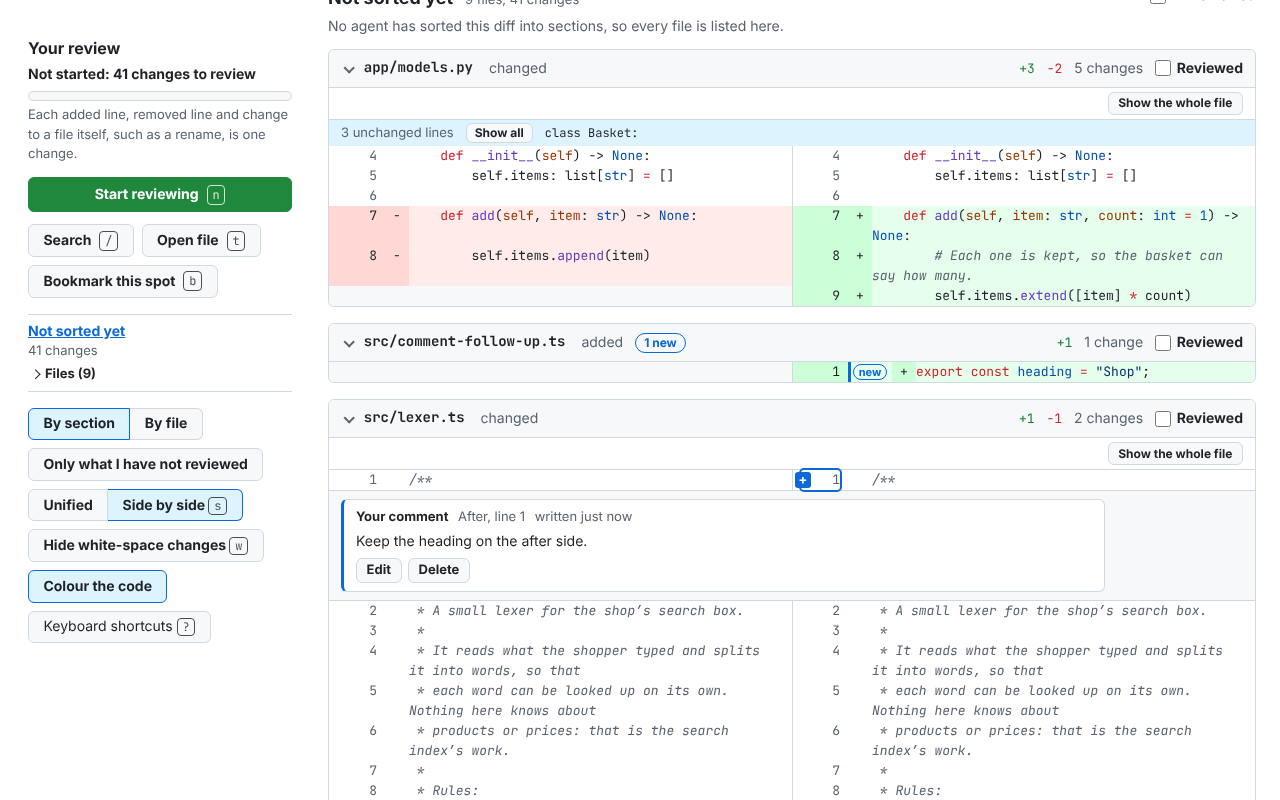 Not sorted yet 9 files, 41 changes
No agent has sorted this diff into sections, so every file is listed here.
Your review
Not started: 41 changes to review
Each added line, removed line and change
to a file itself, such as a rename, is one
change.
Start reviewing n
Search / Open file t
Bookmark this spot b
Not sorted yet
41 changes
Files (9)
By section By file
Only what I have not reviewed
Unified Side by side s
Hide white-space changes w
Colour the code
Keyboard shortcuts ?
app/models.py changed +3 -2 5 changes Reviewed
Show the whole file
3 unchanged lines Show all class Basket:
4 def __init__(self) -> None: 4 def __init__(self) -> None:
5 self.items: list[str] = [] 5 self.items: list[str] = []
6 6
7 - def add(self, item: str) -> None: 7 + def add(self, item: str, count: int = 1) ->
None:
8 - self.items.append(item) 8 + # Each one is kept, so the basket can
say how many.
9 + self.items.extend([item] * count)
src/comment-follow-up.ts added 1 new +1 1 change Reviewed
1 new + export const heading = "Shop";
src/lexer.ts changed +1 -1 2 changes Reviewed
Show the whole file
1 /** + 1 /**
Your comment After, line 1 written just now
Keep the heading on the after side.
Edit Delete
2 * A small lexer for the shop’s search box. 2 * A small lexer for the shop’s search box.
3 * 3 *
4 * It reads what the shopper typed and splits 4 * It reads what the shopper typed and splits
it into words, so that it into words, so that
5 * each word can be looked up on its own. 5 * each word can be looked up on its own.
Nothing here knows about Nothing here knows about
6 * products or prices: that is the search 6 * products or prices: that is the search
index’s work. index’s work.
7 * 7 *
8 * Rules: 8 * Rules: